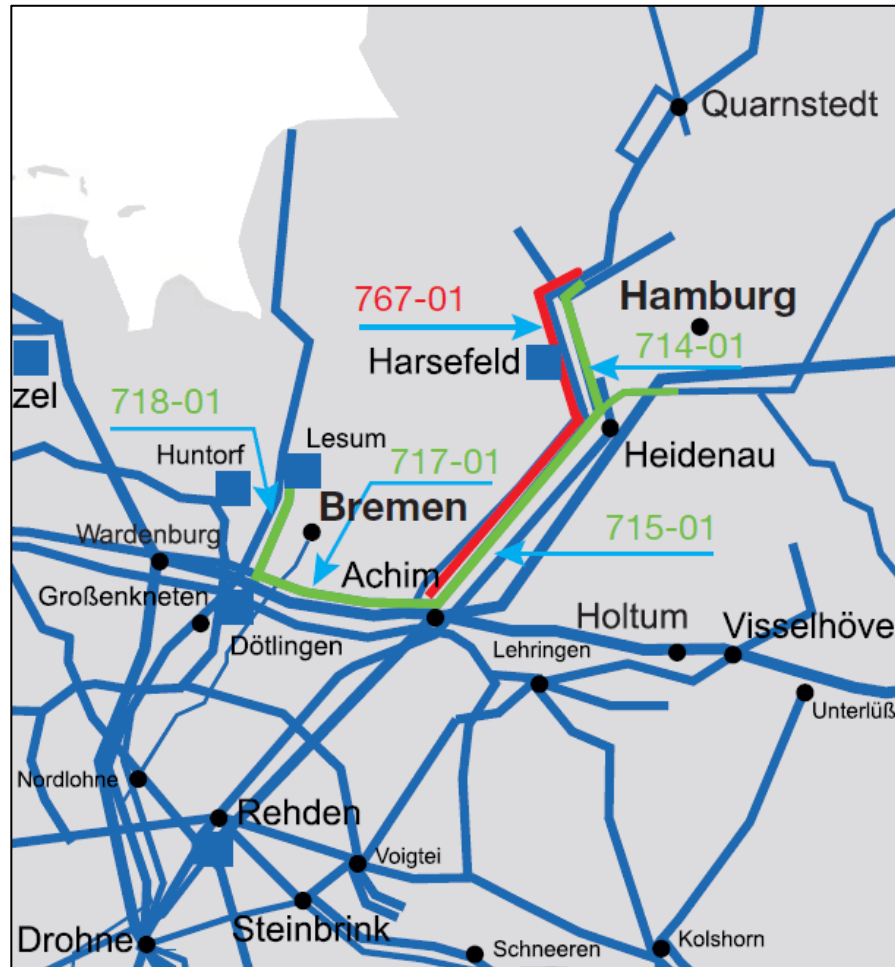 Quarnstedt
767-01
Hamburg
Harsefeld
714-01
zel
718-01
Lesum
Huntorf
717-01
Heidenau
Bremen
Wardenburg
715-01
Achim
Großenkneten
Holtum
Visselhöve
Dötlingen
Lehringen
Unterlüß
Nordlohne
Rehden
Voigtei
Steinbrink
Drohne
Schneeren
Kolshorn